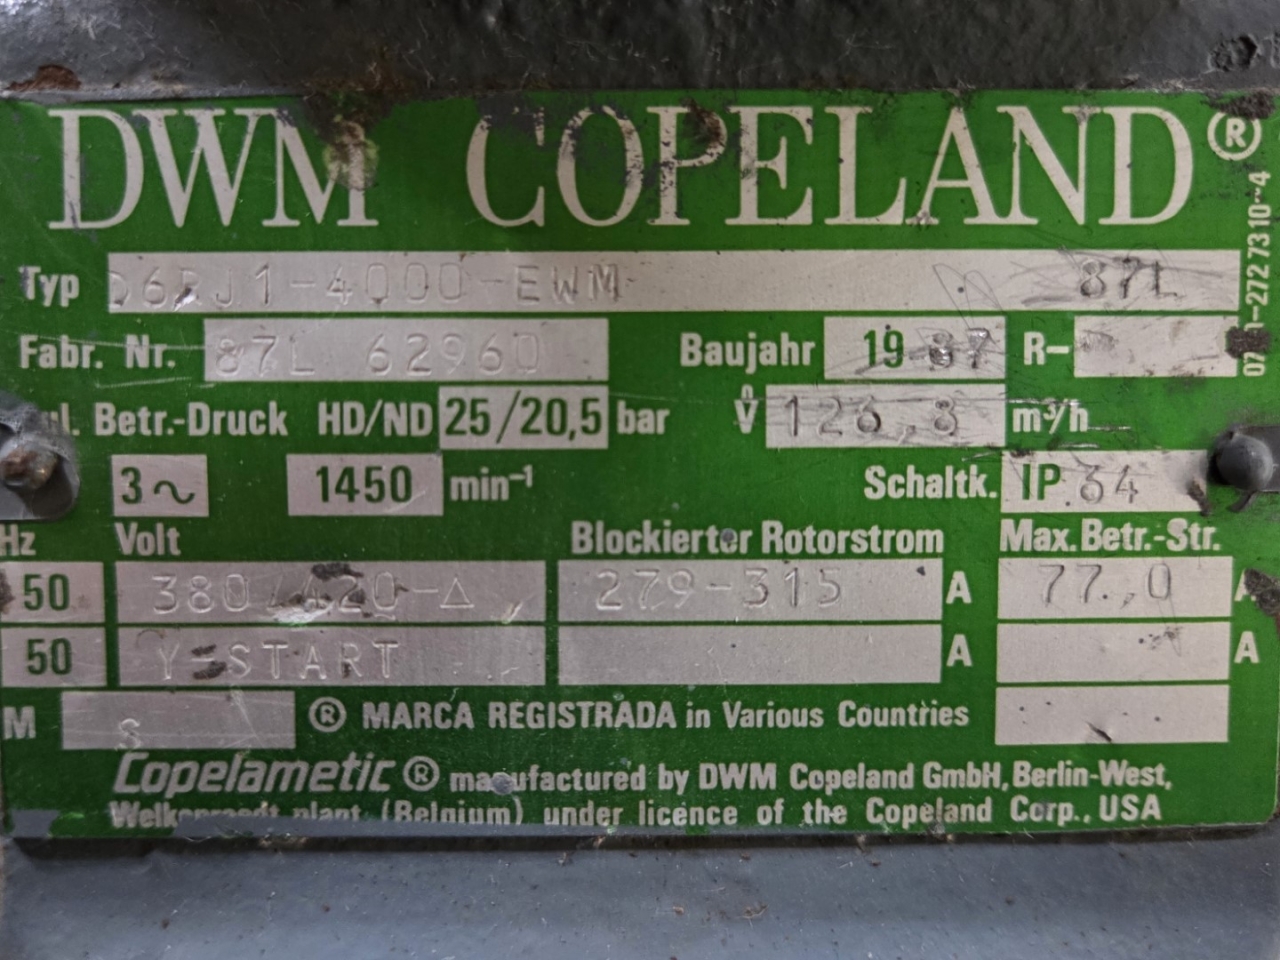 DWM COPELAND®
Typ D6RJ1-4000-EWM 87L
Fabr. Nr. 87L 62960 Baujahr 1987 R-
Betr.-Druck HD/ND 25/20,5 bar V̊ 126,8 m³/h
3~ 1450 min⁻¹ Schaltk. IP 34
Hz Volt Blockierter Rotorstrom Max. Betr.-Str.
50 380/420-Δ 279-315 A 77,0 A
50 Y-START A A
M S ® MARCA REGISTRADA in Various Countries
Copelametic® manufactured by DWM Copeland GmbH, Berlin-West,
plant (Belgium) under licence of the Copeland Corp., USA